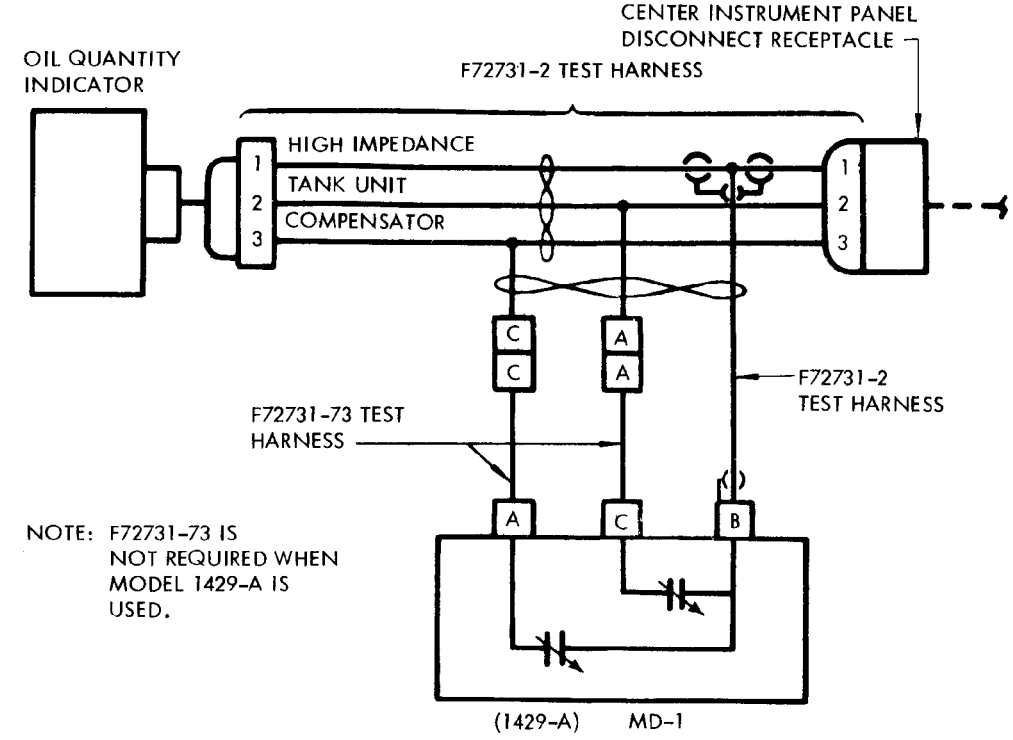 CENTER INSTRUMENT PANEL
DISCONNECT RECEPTACLE
OIL QUANTITY
INDICATOR
F72731-2 TEST HARNESS
1 HIGH IMPEDANCE 1
2 TANK UNIT 2
3 COMPENSATOR 3
C A
C A
F72731-2
TEST HARNESS
F72731-73 TEST
HARNESS
A C B
NOTE: F72731-73 IS
NOT REQUIRED WHEN
MODEL 1429-A IS
USED.
(1429-A) MD-1